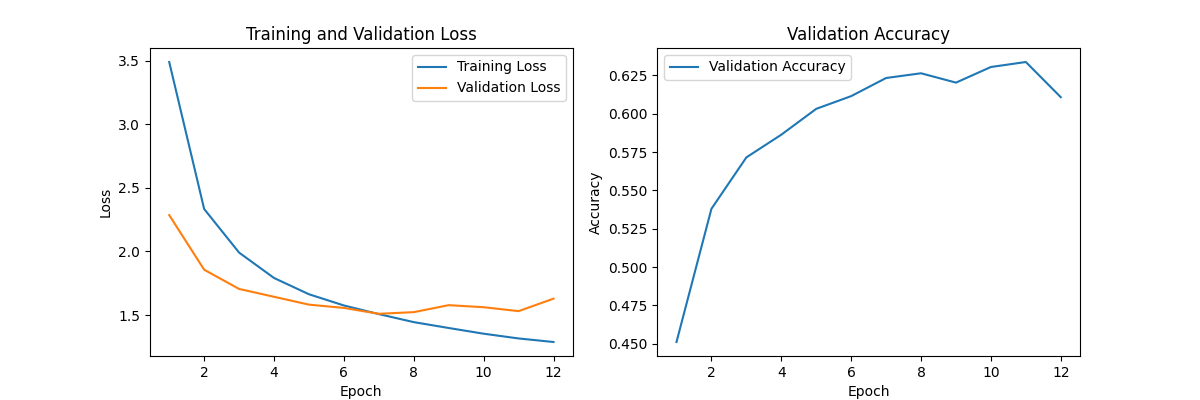 Training and Validation Loss
3.5
3.0
2.5
2.0
1.5
Loss
2 4 6 8 10 12
Epoch
Training Loss
Validation Loss
Validation Accuracy
0.625
0.600
0.575
0.550
0.525
0.500
0.475
0.450
Accuracy
2 4 6 8 10 12
Epoch
Validation Accuracy